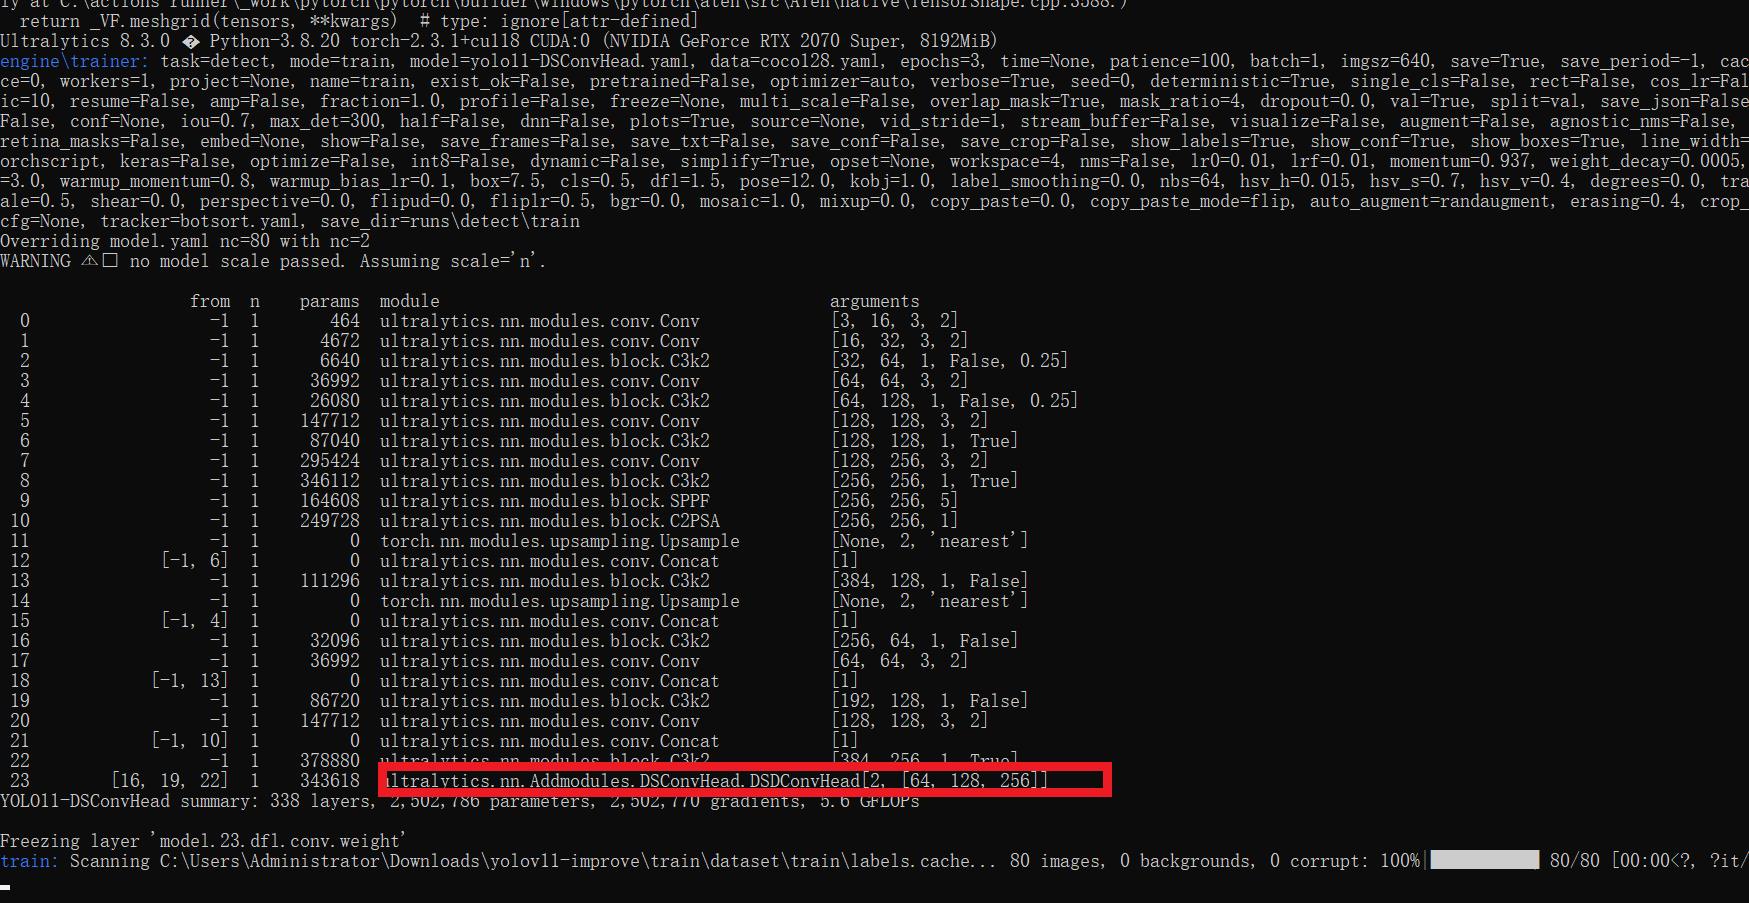 ly at C:\actions-runner\_work\pytorch\pytorch\builder\windows\pytorch\aten\src\ATen\native\TensorShape.cpp:3588.)
return _VF.meshgrid(tensors, **kwargs)  # type: ignore[attr-defined]
Ultralytics 8.3.0 � Python-3.8.20 torch-2.3.1+cu118 CUDA:0 (NVIDIA GeForce RTX 2070 Super, 8192MiB)
engine\trainer: task=detect, mode=train, model=yolo11-DSConvHead.yaml, data=coco128.yaml, epochs=3, time=None, patience=100, batch=1, imgsz=640, save=True, save_period=-1, cac
ce=0, workers=1, project=None, name=train, exist_ok=False, pretrained=False, optimizer=auto, verbose=True, seed=0, deterministic=True, single_cls=False, rect=False, cos_lr=Fal
ic=10, resume=False, amp=False, fraction=1.0, profile=False, freeze=None, multi_scale=False, overlap_mask=True, mask_ratio=4, dropout=0.0, val=True, split=val, save_json=False
False, conf=None, iou=0.7, max_det=300, half=False, dnn=False, plots=True, source=None, vid_stride=1, stream_buffer=False, visualize=False, augment=False, agnostic_nms=False,
retina_masks=False, embed=None, show=False, save_frames=False, save_txt=False, save_conf=False, save_crop=False, show_labels=True, show_conf=True, show_boxes=True, line_width=
orchscript, keras=False, optimize=False, int8=False, dynamic=False, simplify=True, opset=None, workspace=4, nms=False, lr0=0.01, lrf=0.01, momentum=0.937, weight_decay=0.0005,
=3.0, warmup_momentum=0.8, warmup_bias_lr=0.1, box=7.5, cls=0.5, dfl=1.5, pose=12.0, kobj=1.0, label_smoothing=0.0, nbs=64, hsv_h=0.015, hsv_s=0.7, hsv_v=0.4, degrees=0.0, tra
ale=0.5, shear=0.0, perspective=0.0, flipud=0.0, fliplr=0.5, bgr=0.0, mosaic=1.0, mixup=0.0, copy_paste=0.0, copy_paste_mode=flip, auto_augment=randaugment, erasing=0.4, crop_
cfg=None, tracker=botsort.yaml, save_dir=runs\detect\train
Overriding model.yaml nc=80 with nc=2
WARNING ⚠□ no model scale passed. Assuming scale='n'.
from  n    params  module                                       arguments
0                  -1  1       464  ultralytics.nn.modules.conv.Conv             [3, 16, 3, 2]
1                  -1  1      4672  ultralytics.nn.modules.conv.Conv             [16, 32, 3, 2]
2                  -1  1      6640  ultralytics.nn.modules.block.C3k2            [32, 64, 1, False, 0.25]
3                  -1  1     36992  ultralytics.nn.modules.conv.Conv             [64, 64, 3, 2]
4                  -1  1     26080  ultralytics.nn.modules.block.C3k2            [64, 128, 1, False, 0.25]
5                  -1  1    147712  ultralytics.nn.modules.conv.Conv             [128, 128, 3, 2]
6                  -1  1     87040  ultralytics.nn.modules.block.C3k2            [128, 128, 1, True]
7                  -1  1    295424  ultralytics.nn.modules.conv.Conv             [128, 256, 3, 2]
8                  -1  1    346112  ultralytics.nn.modules.block.C3k2            [256, 256, 1, True]
9                  -1  1    164608  ultralytics.nn.modules.block.SPPF            [256, 256, 5]
10                  -1  1    249728  ultralytics.nn.modules.block.C2PSA           [256, 256, 1]
11                  -1  1         0  torch.nn.modules.upsampling.Upsample         [None, 2, 'nearest']
12             [-1, 6]  1         0  ultralytics.nn.modules.conv.Concat           [1]
13                  -1  1    111296  ultralytics.nn.modules.block.C3k2            [384, 128, 1, False]
14                  -1  1         0  torch.nn.modules.upsampling.Upsample         [None, 2, 'nearest']
15             [-1, 4]  1         0  ultralytics.nn.modules.conv.Concat           [1]
16                  -1  1     32096  ultralytics.nn.modules.block.C3k2            [256, 64, 1, False]
17                  -1  1     36992  ultralytics.nn.modules.conv.Conv             [64, 64, 3, 2]
18            [-1, 13]  1         0  ultralytics.nn.modules.conv.Concat           [1]
19                  -1  1     86720  ultralytics.nn.modules.block.C3k2            [192, 128, 1, False]
20                  -1  1    147712  ultralytics.nn.modules.conv.Conv             [128, 128, 3, 2]
21            [-1, 10]  1         0  ultralytics.nn.modules.conv.Concat           [1]
22                  -1  1    378880  ultralytics.nn.modules.block.C3k2            [384, 256, 1, True]
23        [16, 19, 22]  1    343618  ultralytics.nn.Addmodules.DSConvHead.DSDConvHead[2, [64, 128, 256]]
YOLO11-DSConvHead summary: 338 layers, 2,502,786 parameters, 2,502,770 gradients, 5.6 GFLOPs
Freezing layer 'model.23.dfl.conv.weight'
train: Scanning C:\Users\Administrator\Downloads\yolov11-improve\train\dataset\train\labels.cache... 80 images, 0 backgrounds, 0 corrupt: 100%|██████████| 80/80 [00:00<?, ?it/